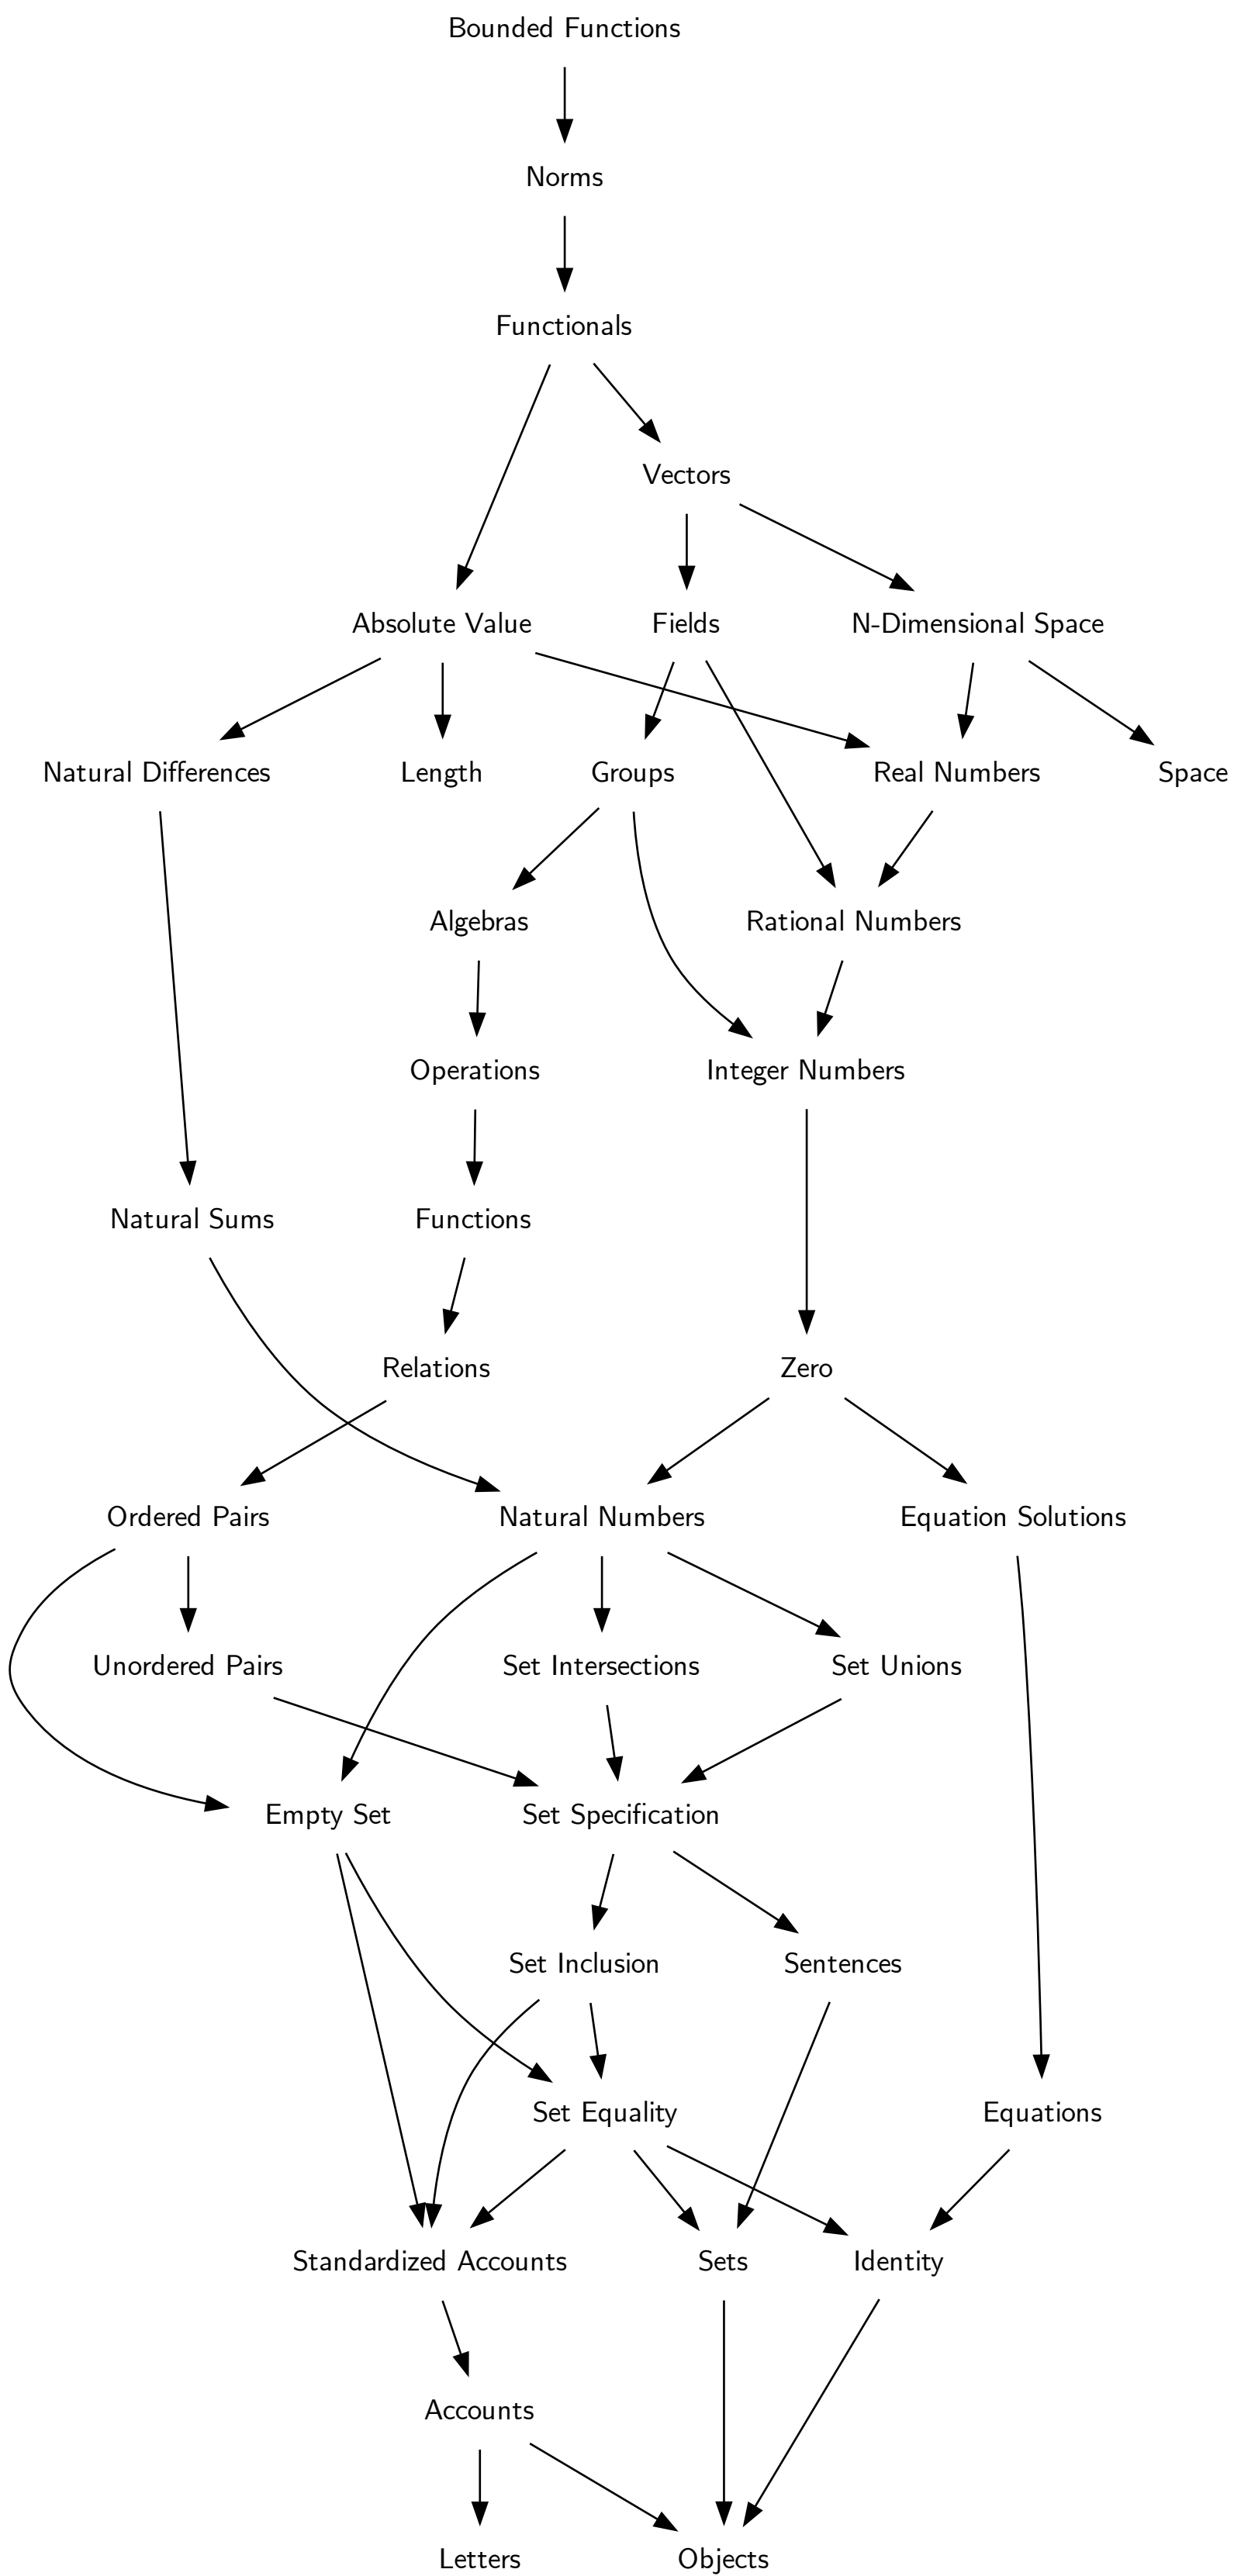 Bounded Functions
Norms
Functionals
Vectors
Absolute Value
Fields
N-Dimensional Space
Natural Differences
Length
Groups
Real Numbers
Space
Algebras
Rational Numbers
Operations
Integer Numbers
Natural Sums
Functions
Relations
Zero
Ordered Pairs
Natural Numbers
Equation Solutions
Unordered Pairs
Set Intersections
Set Unions
Empty Set
Set Specification
Set Inclusion
Sentences
Set Equality
Equations
Standardized Accounts
Sets
Identity
Accounts
Letters
Objects